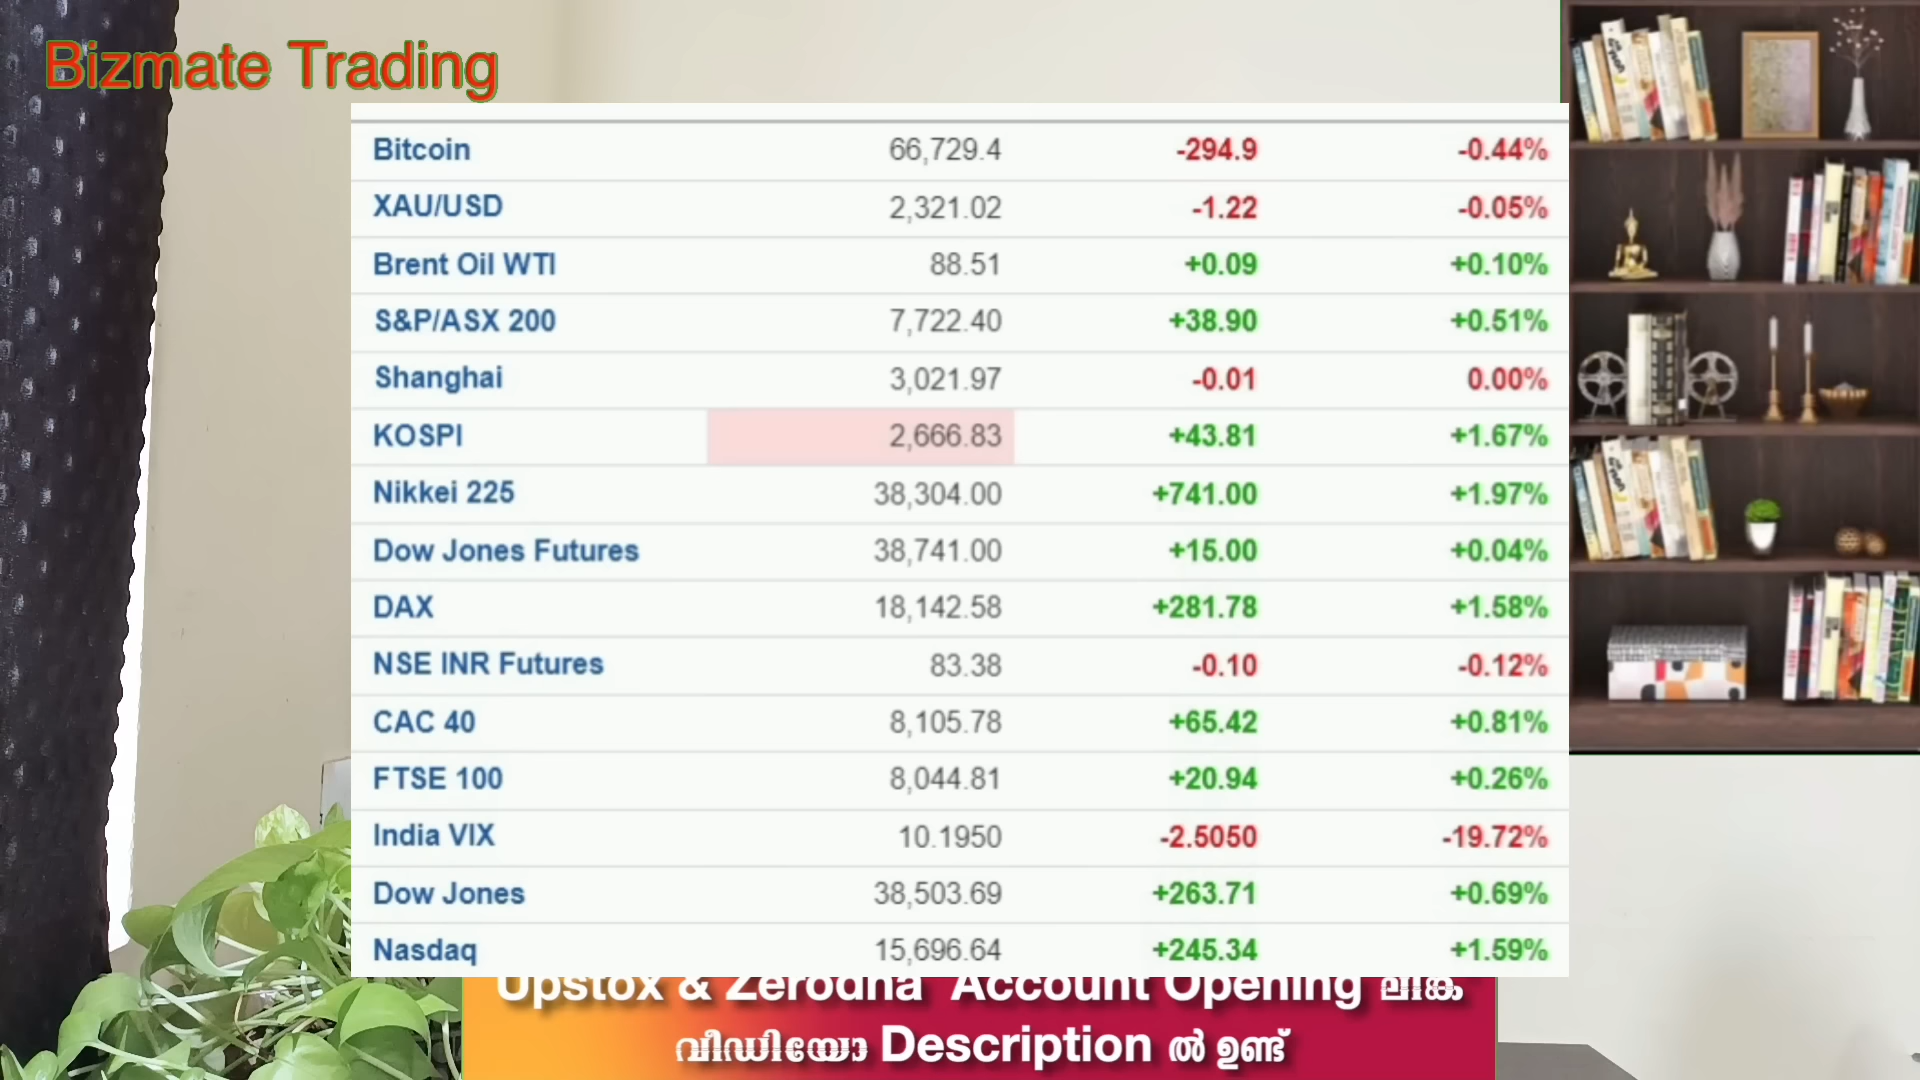 Bizmate Trading
Bitcoin 66,729.4 -294.9 -0.44%
XAU/USD 2,321.02 -1.22 -0.05%
Brent Oil WTI 88.51 +0.09 +0.10%
S&P/ASX 200 7,722.40 +38.90 +0.51%
Shanghai 3,021.97 -0.01 0.00%
KOSPI 2,666.83 +43.81 +1.67%
Nikkei 225 38,304.00 +741.00 +1.97%
Dow Jones Futures 38,741.00 +15.00 +0.04%
DAX 18,142.58 +281.78 +1.58%
NSE INR Futures 83.38 -0.10 -0.12%
CAC 40 8,105.78 +65.42 +0.81%
FTSE 100 8,044.81 +20.94 +0.26%
India VIX 10.1950 -2.5050 -19.72%
Dow Jones 38,503.69 +263.71 +0.69%
Nasdaq 15,696.64 +245.34 +1.59%
Upstox & Zerodha Account Opening
വീഡിയോ Description ൽ ഉണ്ട്